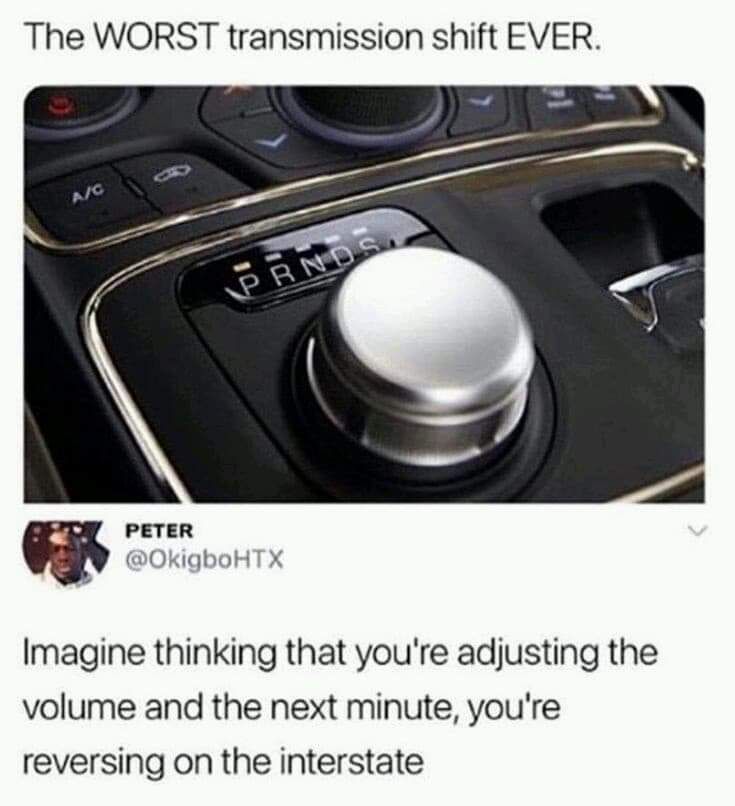 The WORST transmission shift EVER.
A/C
PRNDS
PETER
@OkigboHTX
Imagine thinking that you're adjusting the
volume and the next minute, you're
reversing on the interstate